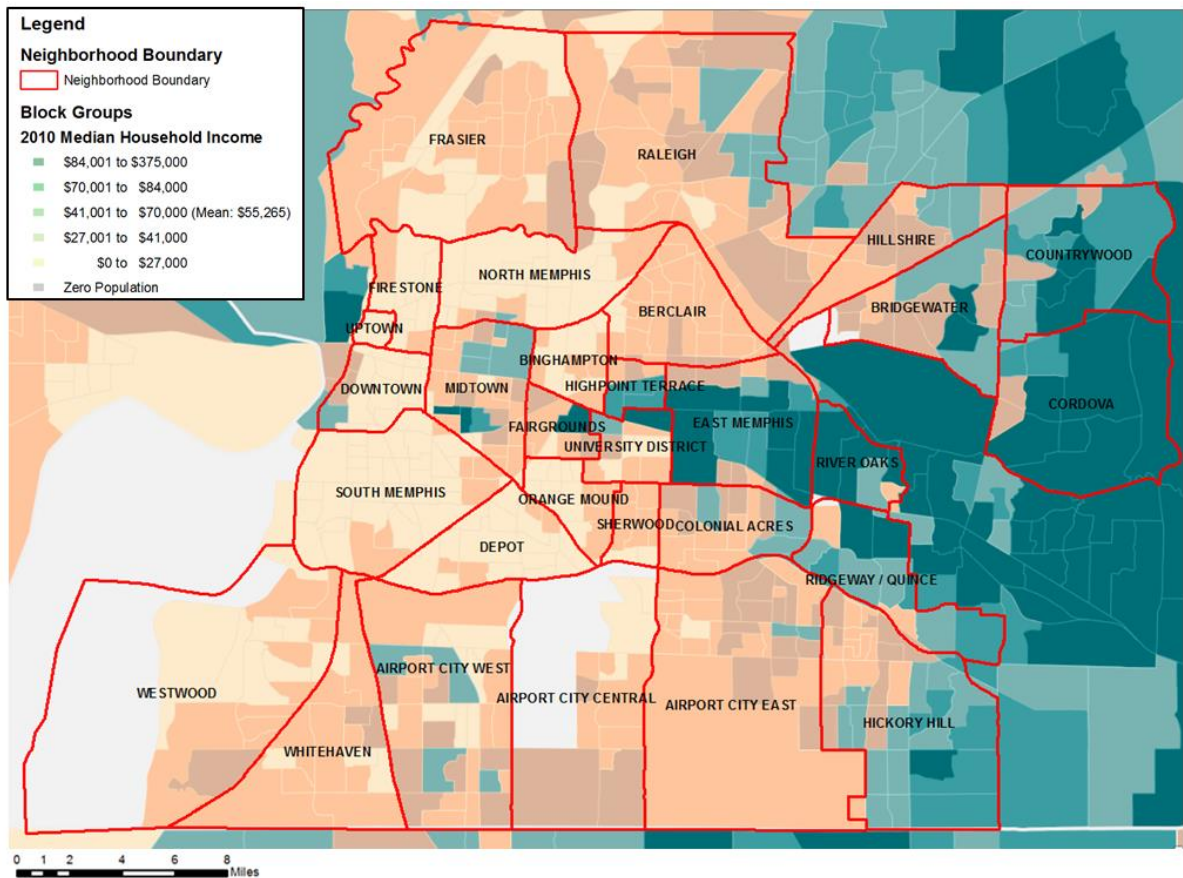 Legend
Neighborhood Boundary
Neighborhood Boundary
Block Groups
2010 Median Household Income
$84,001 to $375,000
$70,001 to $84,000
$41,001 to $70,000 (Mean: $55,265)
$27,001 to $41,000
$0 to $27,000
Zero Population
FRASIER
RALEIGH
HILLSHIRE
COUNTRYWOOD
NORTH MEMPHIS
FIRESTONE
BRIDGEWATER
BERCLAIR
UPTOWN
BINGHAMPTON
DOWNTOWN
MIDTOWN
HIGHPOINT TERRACE
CORDOVA
EAST MEMPHIS
FAIRGROUNDS
UNIVERSITY DISTRICT
RIVER OAKS
SOUTH MEMPHIS
ORANGE MOUND
SHERWOOD
COLONIAL ACRES
DEPOT
RIDGEWAY / QUINCE
AIRPORT CITY WEST
WESTWOOD
AIRPORT CITY CENTRAL
AIRPORT CITY EAST
HICKORY HILL
WHITEHAVEN
0 1 2 4 6 8
Miles